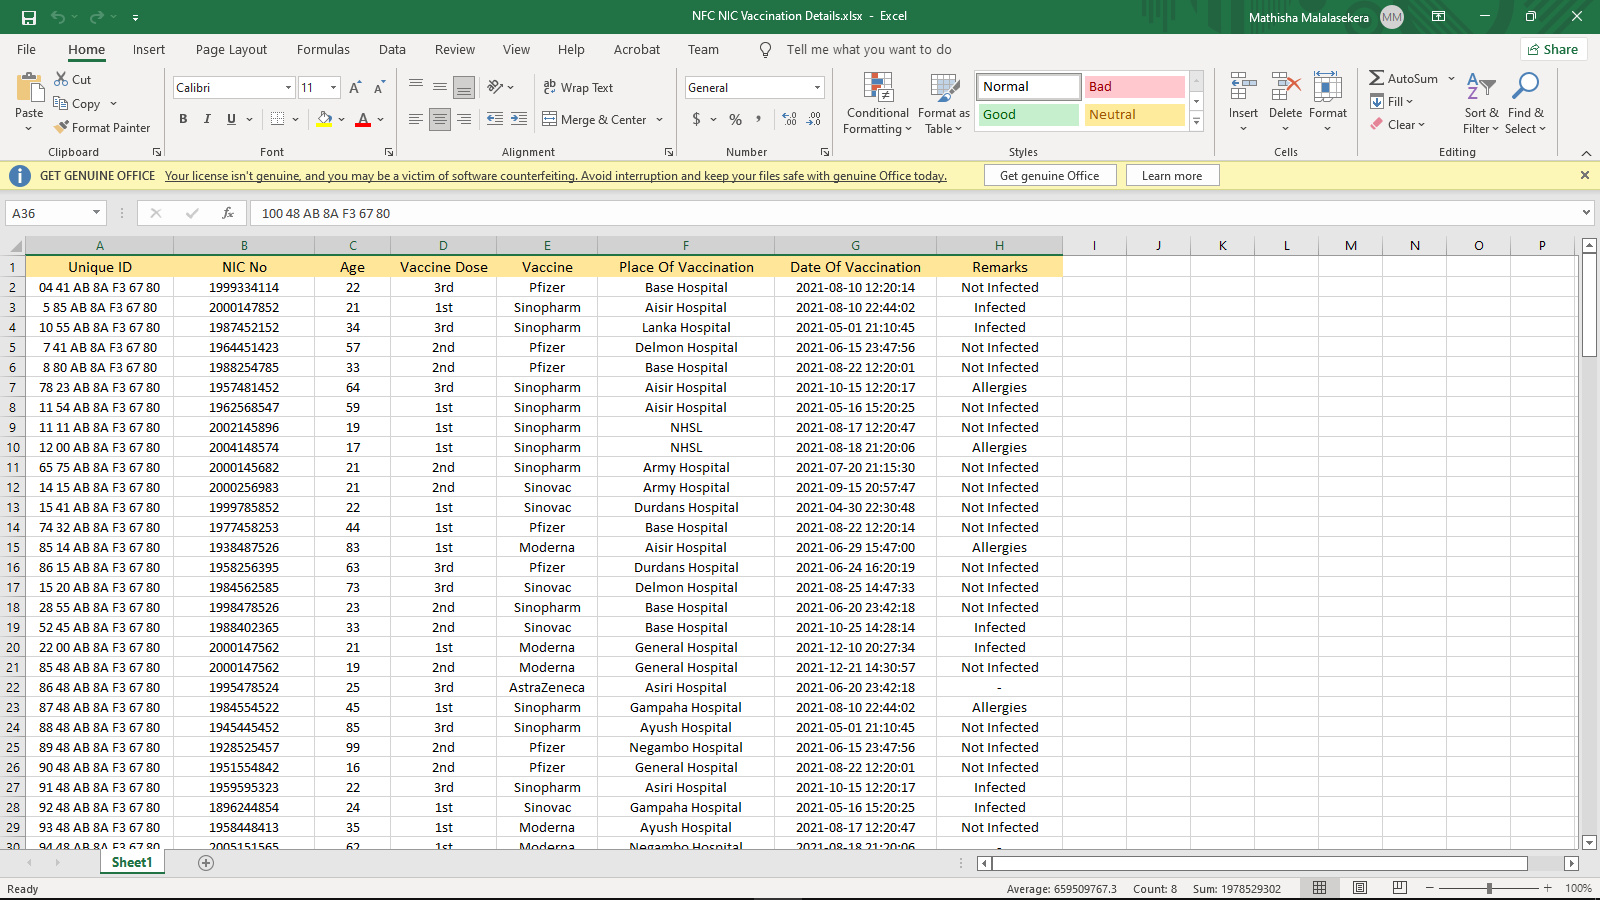 NFC NIC Vaccination Details.xlsx - Excel
Mathisha Malalasekera MM
File Home Insert Page Layout Formulas Data Review View Help Acrobat Team Tell me what you want to do Share
Paste Cut Copy Format Painter Clipboard
Calibri 11 B I U A A A Font
Wrap Text Merge & Center Alignment
General $ % , Number
Conditional Formatting Format as Table Normal Bad Good Neutral Styles
Insert Delete Format Cells
AutoSum Fill Clear Sort & Filter Find & Select Editing
GET GENUINE OFFICE Your license isn't genuine, and you may be a victim of software counterfeiting. Avoid interruption and keep your files safe with genuine Office today. Get genuine Office Learn more
A36 fx 100 48 AB 8A F3 67 80
A B C D E F G H I J K L M N O P
1 Unique ID NIC No Age Vaccine Dose Vaccine Place Of Vaccination Date Of Vaccination Remarks
2 04 41 AB 8A F3 67 80 1999334114 22 3rd Pfizer Base Hospital 2021-08-10 12:20:14 Not Infected
3 5 85 AB 8A F3 67 80 2000147852 21 1st Sinopharm Aisir Hospital 2021-08-10 22:44:02 Infected
4 10 55 AB 8A F3 67 80 1987452152 34 3rd Sinopharm Lanka Hospital 2021-05-01 21:10:45 Infected
5 7 41 AB 8A F3 67 80 1964451423 57 2nd Pfizer Delmon Hospital 2021-06-15 23:47:56 Not Infected
6 8 80 AB 8A F3 67 80 1988254785 33 2nd Pfizer Base Hospital 2021-08-22 12:20:01 Not Infected
7 78 23 AB 8A F3 67 80 1957481452 64 3rd Sinopharm Aisir Hospital 2021-10-15 12:20:17 Allergies
8 11 54 AB 8A F3 67 80 1962568547 59 1st Sinopharm Aisir Hospital 2021-05-16 15:20:25 Not Infected
9 11 11 AB 8A F3 67 80 2002145896 19 1st Sinopharm NHSL 2021-08-17 12:20:47 Not Infected
10 12 00 AB 8A F3 67 80 2004148574 17 1st Sinopharm NHSL 2021-08-18 21:20:06 Allergies
11 65 75 AB 8A F3 67 80 2000145682 21 2nd Sinopharm Army Hospital 2021-07-20 21:15:30 Not Infected
12 14 15 AB 8A F3 67 80 2000256983 21 2nd Sinovac Army Hospital 2021-09-15 20:57:47 Not Infected
13 15 41 AB 8A F3 67 80 1999785852 22 1st Sinovac Durdans Hospital 2021-04-30 22:30:48 Not Infected
14 74 32 AB 8A F3 67 80 1977458253 44 1st Pfizer Base Hospital 2021-08-22 12:20:14 Not Infected
15 85 14 AB 8A F3 67 80 1938487526 83 1st Moderna Aisir Hospital 2021-06-29 15:47:00 Allergies
16 86 15 AB 8A F3 67 80 1958256395 63 3rd Pfizer Durdans Hospital 2021-06-24 16:20:19 Not Infected
17 15 20 AB 8A F3 67 80 1984562585 73 3rd Sinovac Delmon Hospital 2021-08-25 14:47:33 Not Infected
18 28 55 AB 8A F3 67 80 1998478526 23 2nd Sinopharm Base Hospital 2021-06-20 23:42:18 Not Infected
19 52 45 AB 8A F3 67 80 1988402365 33 2nd Sinovac Base Hospital 2021-10-25 14:28:14 Infected
20 22 00 AB 8A F3 67 80 2000147562 21 1st Moderna General Hospital 2021-12-10 20:27:34 Infected
21 85 48 AB 8A F3 67 80 2000147562 19 2nd Moderna General Hospital 2021-12-21 14:30:57 Not Infected
22 86 48 AB 8A F3 67 80 1995478524 25 3rd AstraZeneca Asiri Hospital 2021-06-20 23:42:18 -
23 87 48 AB 8A F3 67 80 1984554522 45 1st Sinopharm Gampaha Hospital 2021-08-10 22:44:02 Allergies
24 88 48 AB 8A F3 67 80 1945445452 85 3rd Sinopharm Ayush Hospital 2021-05-01 21:10:45 Not Infected
25 89 48 AB 8A F3 67 80 1928525457 99 2nd Pfizer Negambo Hospital 2021-06-15 23:47:56 Not Infected
26 90 48 AB 8A F3 67 80 1951554842 16 2nd Pfizer General Hospital 2021-08-22 12:20:01 Not Infected
27 91 48 AB 8A F3 67 80 1959595323 22 3rd Sinopharm Asiri Hospital 2021-10-15 12:20:17 Infected
28 92 48 AB 8A F3 67 80 1896244854 24 1st Sinovac Gampaha Hospital 2021-05-16 15:20:25 Infected
29 93 48 AB 8A F3 67 80 1958448413 35 1st Moderna Ayush Hospital 2021-08-17 12:20:47 Not Infected
30 94 48 AB 8A F3 67 80 2005151565 62 1st Moderna Negambo Hospital 2021-08-18 21:20:06 -
Sheet1
Ready Average: 659509767.3 Count: 8 Sum: 1978529302 100%